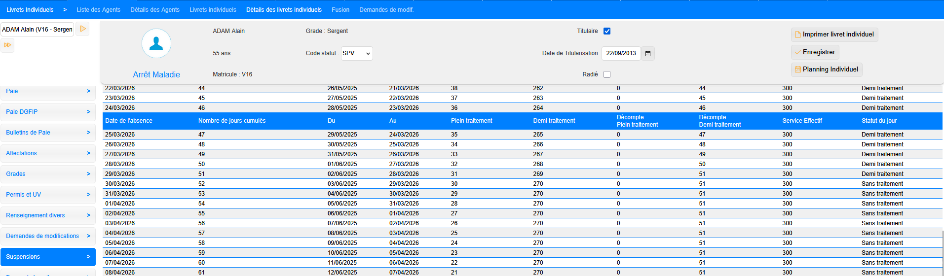 Livrets Individuels > Liste des Agents Détails des Agents Livrets individuels Détails des livrets individuels Fusion Demandes de modif.
ADAM Alain (V16 - Sergen
ADAM Alain Grade : Sergent Titulaire Imprimer livret individuel
55 ans Code statut : SPV Date de Titularisation 22/09/2013 Enregistrer
Arrêt Maladie Matricule : V16 Radié Planning Individuel
Paie >
Paie DGFIP >
Bulletins de Paie >
Affectations >
Grades >
Permis et UV >
Renseignement divers >
Demandes de modifications >
Suspensions >
22/03/2026 44 26/05/2025 21/03/2026 38 262 0 44 300 Demi traitement
23/03/2026 45 27/05/2025 22/03/2026 37 263 0 45 300 Demi traitement
24/03/2026 46 28/05/2025 23/03/2026 36 264 0 46 300 Demi traitement
Date de l'absence Nombre de jours cumulés Du Au Plein traitement Demi traitement Décompte Plein traitement Décompte Demi traitement Service Effectif Statut du jour
25/03/2026 47 29/05/2025 24/03/2026 35 265 0 47 300 Demi traitement
26/03/2026 48 30/05/2025 25/03/2026 34 266 0 48 300 Demi traitement
27/03/2026 49 31/05/2025 26/03/2026 33 267 0 49 300 Demi traitement
28/03/2026 50 01/06/2025 27/03/2026 32 268 0 50 300 Demi traitement
29/03/2026 51 02/06/2025 28/03/2026 31 269 0 51 300 Demi traitement
30/03/2026 52 03/06/2025 29/03/2026 30 270 0 51 300 Sans traitement
31/03/2026 53 04/06/2025 30/03/2026 29 270 0 51 300 Sans traitement
01/04/2026 54 05/06/2025 31/03/2026 28 270 0 51 300 Sans traitement
02/04/2026 55 06/06/2025 01/04/2026 27 270 0 51 300 Sans traitement
03/04/2026 56 07/06/2025 02/04/2026 26 270 0 51 300 Sans traitement
04/04/2026 57 08/06/2025 03/04/2026 25 270 0 51 300 Sans traitement
05/04/2026 58 09/06/2025 04/04/2026 24 270 0 51 300 Sans traitement
06/04/2026 59 10/06/2025 05/04/2026 23 270 0 51 300 Sans traitement
07/04/2026 60 11/06/2025 06/04/2026 22 270 0 51 300 Sans traitement
08/04/2026 61 12/06/2025 07/04/2026 21 270 0 51 300 Sans traitement